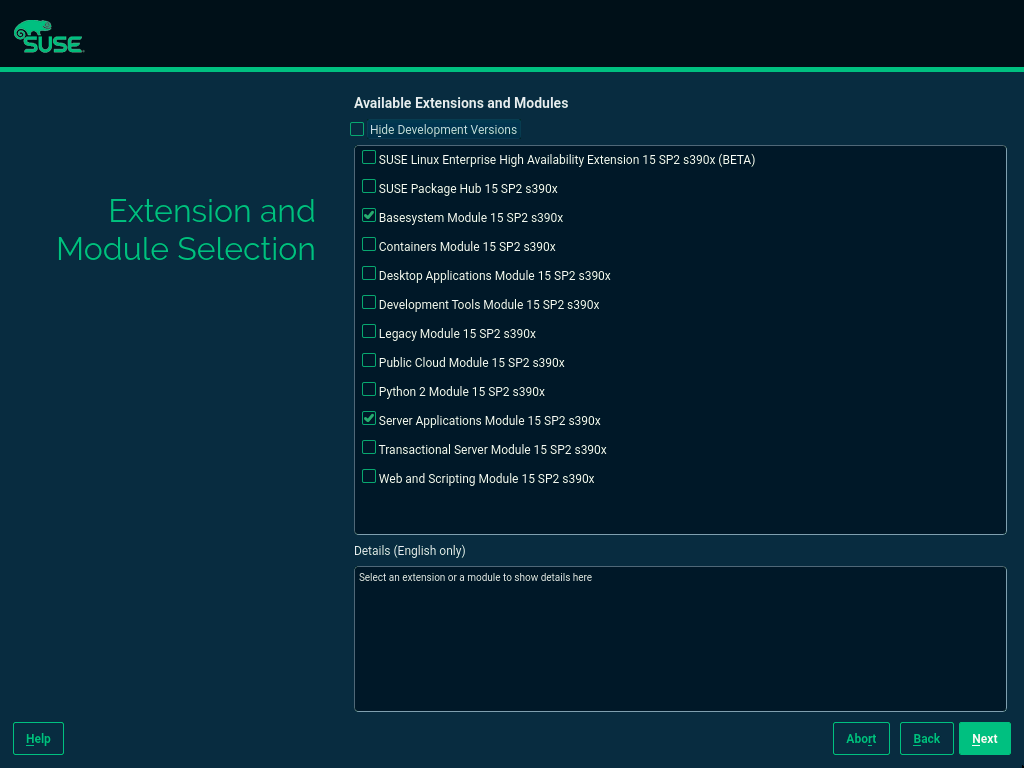 SUSE
Extension and
Module Selection
Available Extensions and Modules
Hide Development Versions
SUSE Linux Enterprise High Availability Extension 15 SP2 s390x (BETA)
SUSE Package Hub 15 SP2 s390x
Basesystem Module 15 SP2 s390x
Containers Module 15 SP2 s390x
Desktop Applications Module 15 SP2 s390x
Development Tools Module 15 SP2 s390x
Legacy Module 15 SP2 s390x
Public Cloud Module 15 SP2 s390x
Python 2 Module 15 SP2 s390x
Server Applications Module 15 SP2 s390x
Transactional Server Module 15 SP2 s390x
Web and Scripting Module 15 SP2 s390x
Details (English only)
Select an extension or a module to show details here
Help
Abort
Back
Next